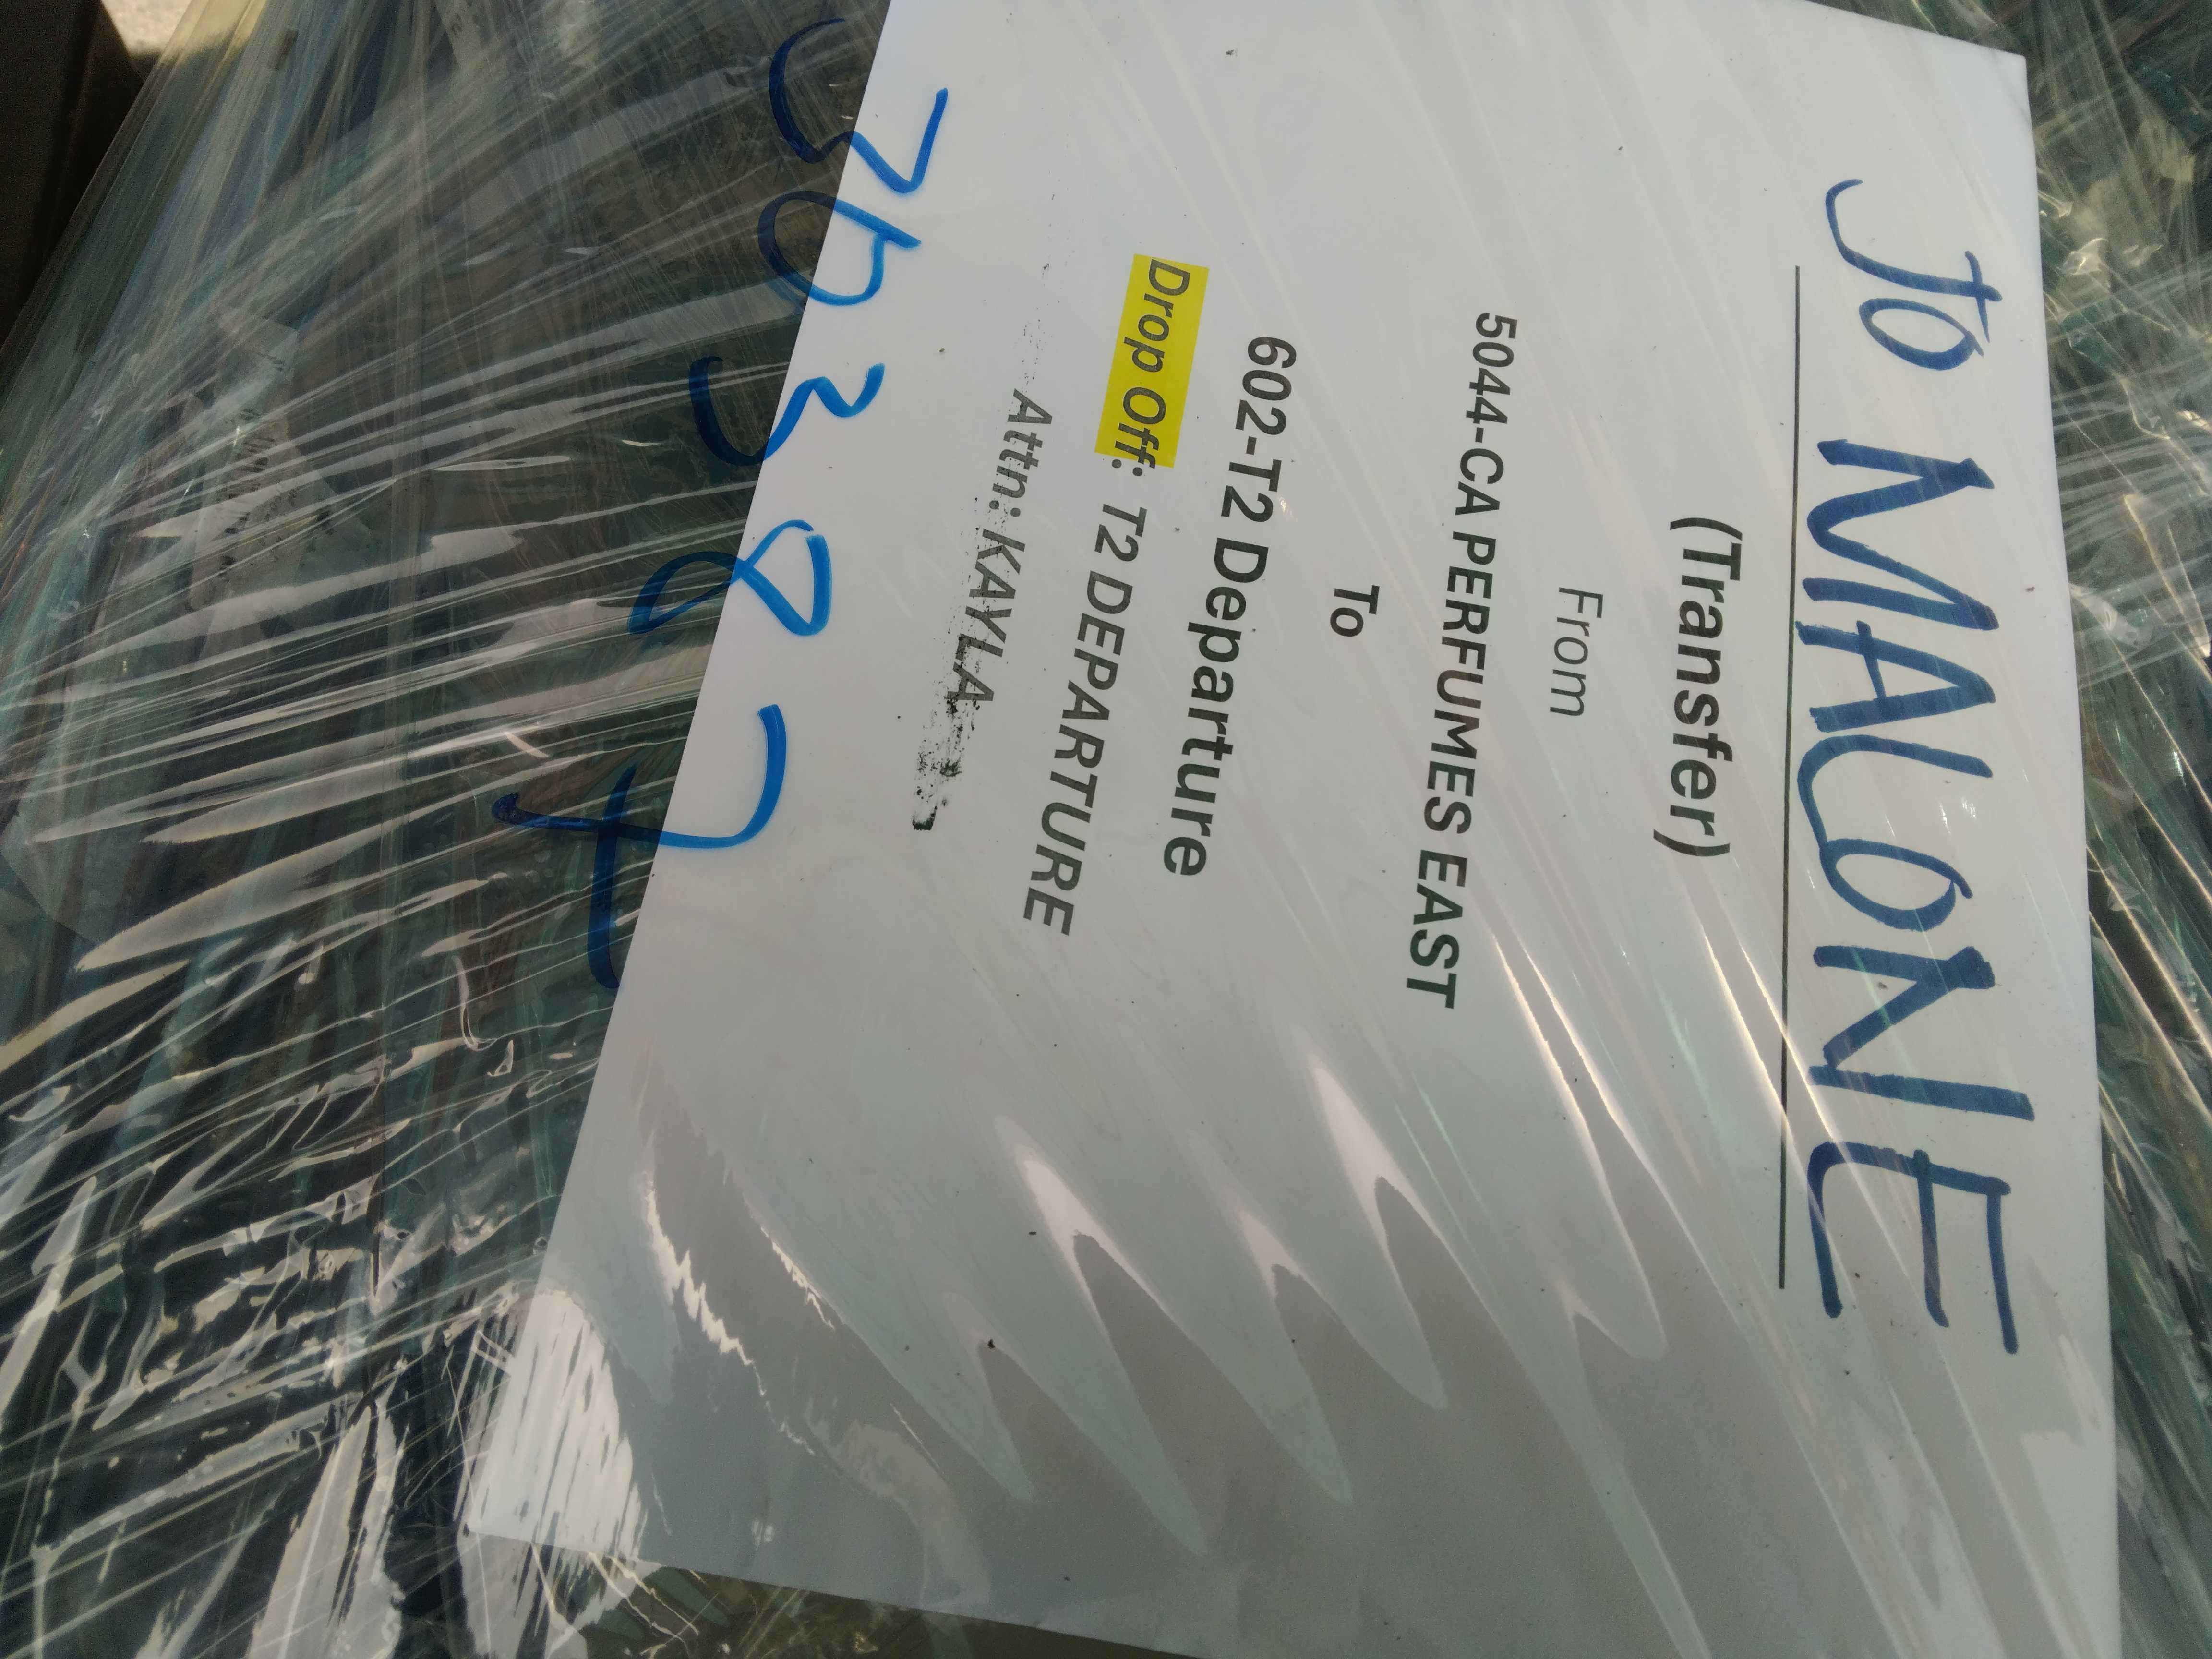 JO MALONE
(Transfer)
From
5044-CA PERFUMES EAST
To
602-T2 Departure
Drop Off: T2 DEPARTURE
Attn: KAYLA
30387